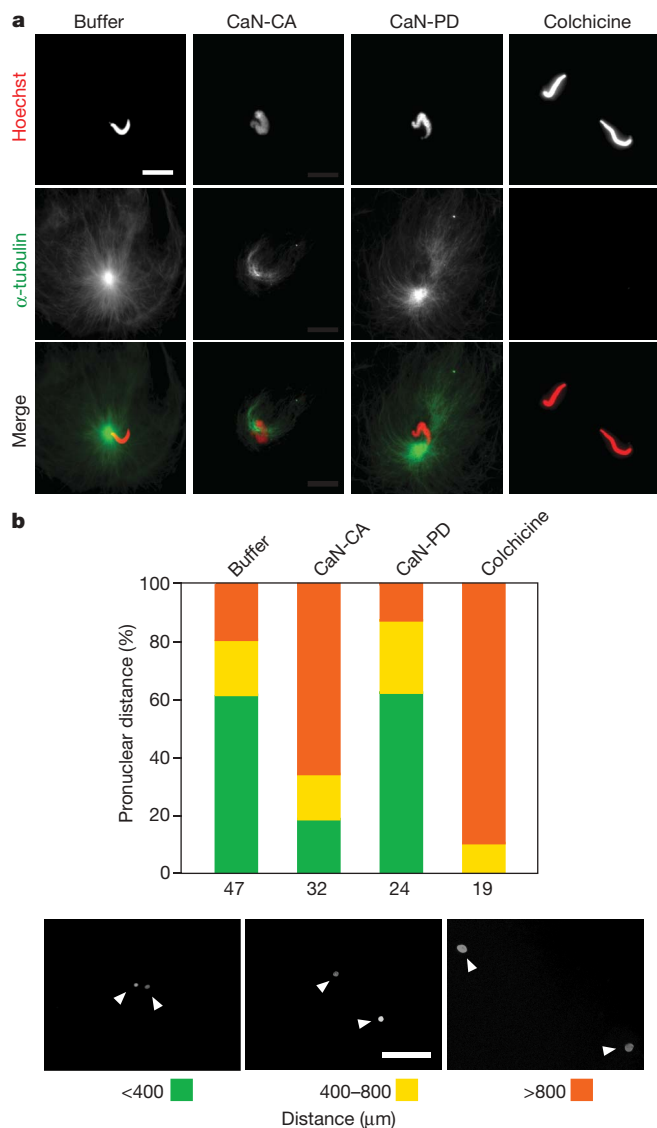 a
Buffer CaN-CA CaN-PD Colchicine
Hoechst
α-tubulin
Merge
b
Buffer CaN-CA CaN-PD Colchicine
Pronuclear distance (%)
100
80
60
40
20
0
47 32 24 19
<400 400–800 >800
Distance (μm)